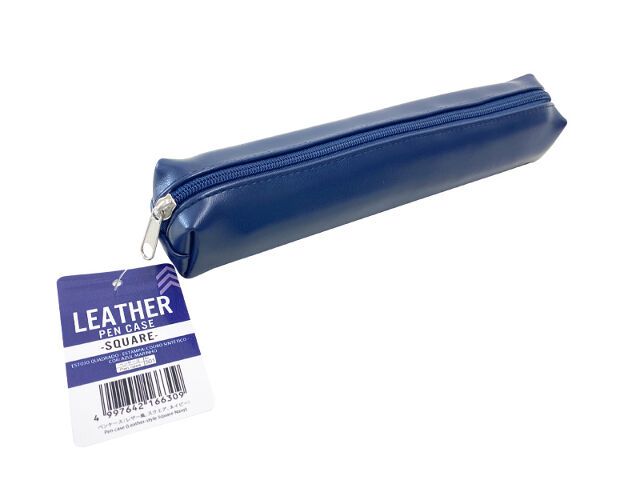 LEATHER
PEN CASE
-SQUARE-
ESTOJO QUADRADO - ESTAMPA: COURO SINTETICO -
COR: AZUL MARINHO
4 997642 166309
ペンケース(レザー風、スクエア、ネイビー)
Pen case (Leather style Square Navy)